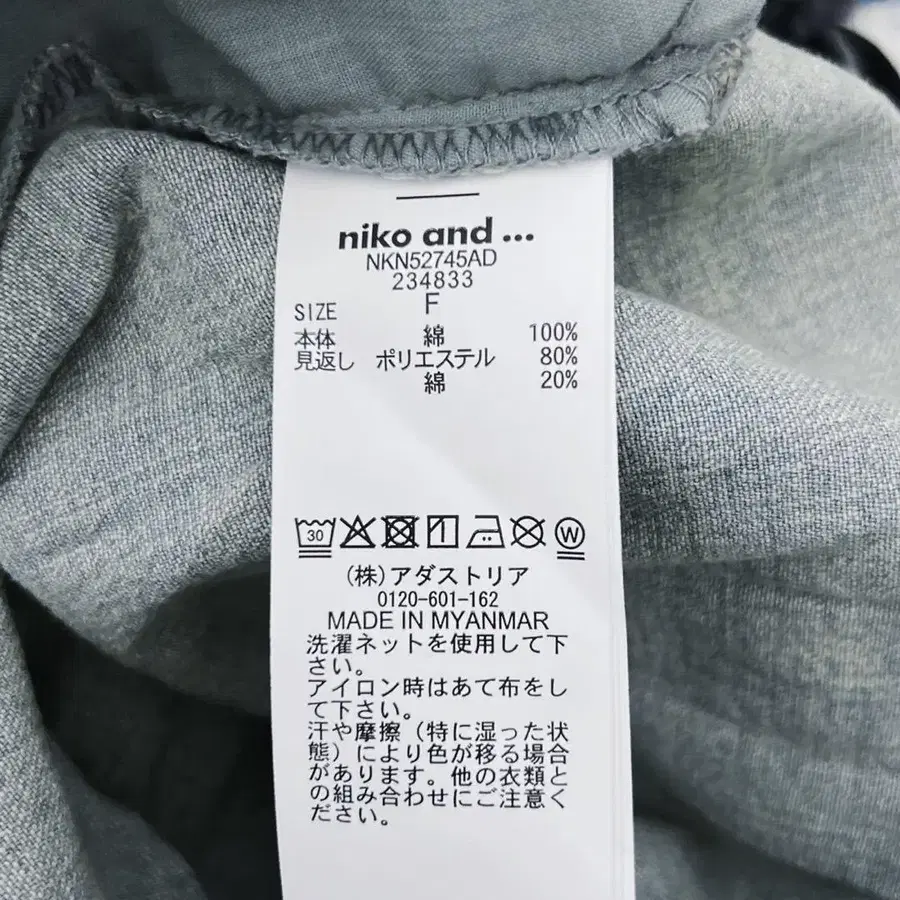 niko and ...
NKN52745AD
234833
SIZE F
本体 綿 100%
見返し ポリエステル 80%
綿 20%
30
W
(株)アダストリア
0120-601-162
MADE IN MYANMAR
洗濯ネットを使用して下
さい。
アイロン時はあて布をし
て下さい。
汗や摩擦（特に湿った状
態）により色が移る場合
があります。他の衣類と
の組み合わせにご注意く
ださい。